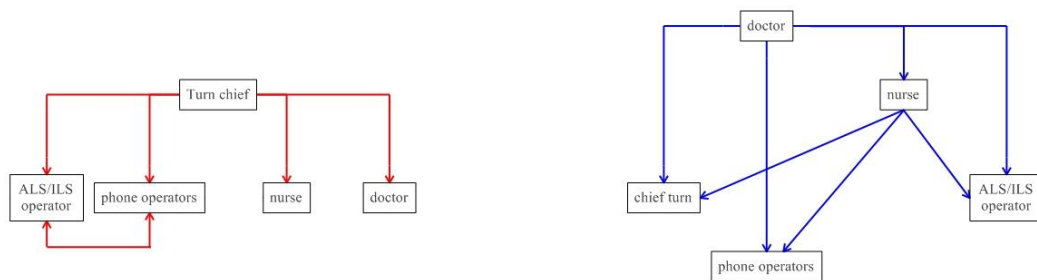 Turn chief
ALS/ILS
operator
phone operators
nurse
doctor
doctor
nurse
chief turn
ALS/ILS
operator
phone operators